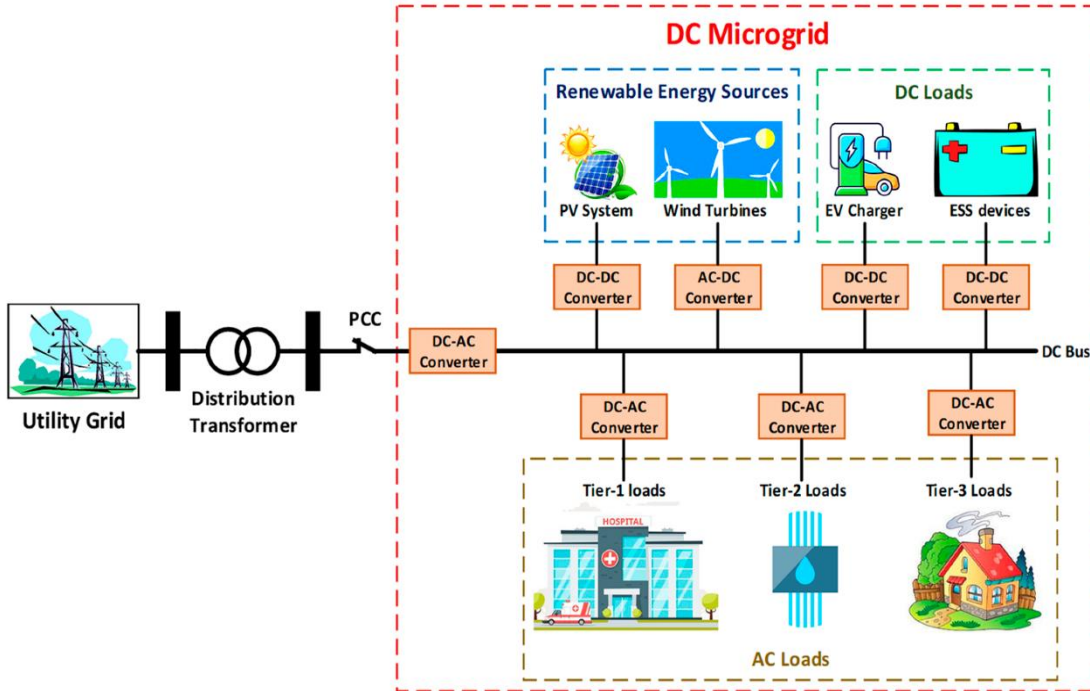 DC Microgrid
Renewable Energy Sources
DC Loads
PV System
Wind Turbines
EV Charger
ESS devices
DC-DC
Converter
AC-DC
Converter
DC-DC
Converter
DC-DC
Converter
PCC
DC-AC
Converter
DC Bus
Utility Grid
Distribution
Transformer
DC-AC
Converter
DC-AC
Converter
DC-AC
Converter
Tier-1 loads
Tier-2 Loads
Tier-3 Loads
HOSPITAL
AC Loads